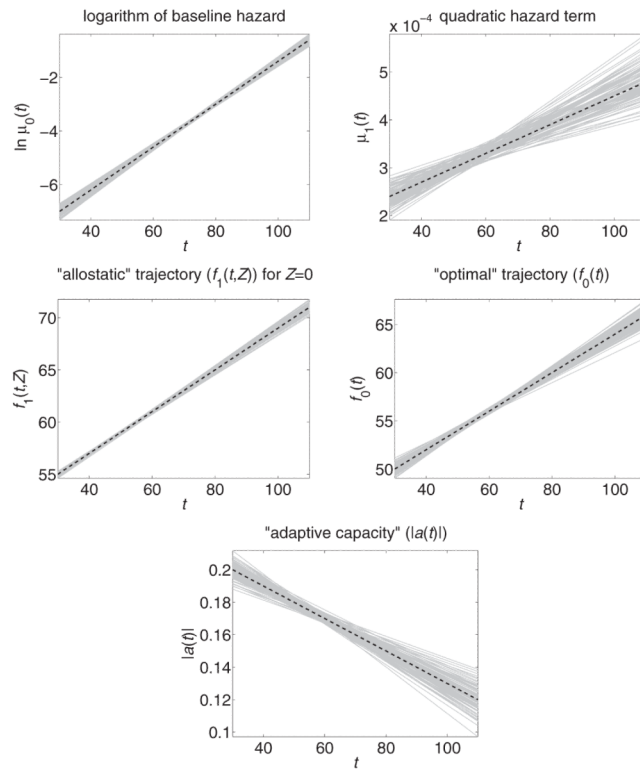 logarithm of baseline hazard
ln μ0(t)
−2
−4
−6
40 60 80 100
t
quadratic hazard term
x 10−4
μ1(t)
5
4
3
2
40 60 80 100
t
"allostatic" trajectory (f1(t,Z)) for Z=0
f1(t,Z)
70
65
60
55
40 60 80 100
t
"optimal" trajectory (f0(t))
f0(t)
65
60
55
50
40 60 80 100
t
"adaptive capacity" (|a(t)|)
|a(t)|
0.2
0.18
0.16
0.14
0.12
0.1
40 60 80 100
t